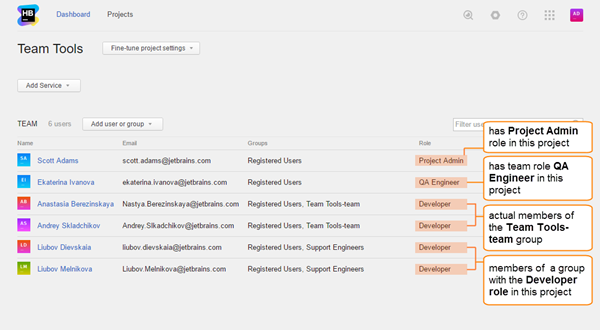 HB
Dashboard Projects
AD
Team Tools Fine-tune project settings
Add Service
TEAM 6 users Add user or group
Name Email Groups Role
SA Scott Adams scott.adams@jetbrains.com Registered Users Project Admin
EI Ekaterina Ivanova ekaterina.ivanova@jetbrains.com Registered Users QA Engineer
AB Anastasia Berezinskaya Nastya.Berezinskaya@jetbrains.com Registered Users, Team Tools-team Developer
AS Andrey Skladchikov Andrey.Slkadchikov@jetbrains.com Registered Users, Team Tools-team Developer
LD Liubov Dievskaia liubov.dievskaia@jetbrains.com Registered Users, Support Engineers Developer
LM Liubov Melnikova Liubov.Melnikova@jetbrains.com Registered Users, Support Engineers Developer
has Project Admin
role in this project
has team role QA
Engineer in this
project
actual members of
the Team Tools-
team group
members of a group
with the Developer
role in this project